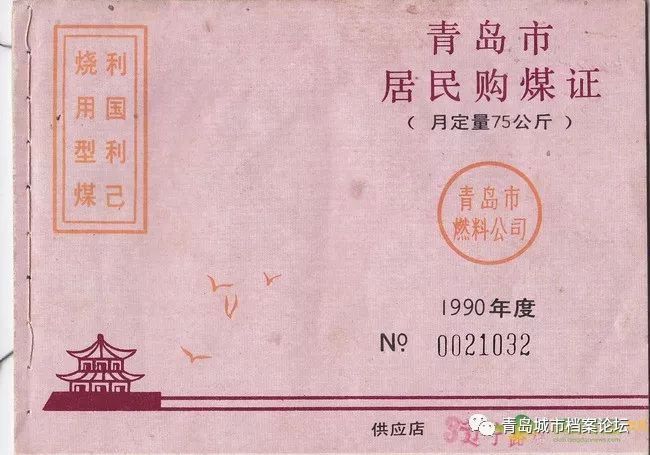 青岛市
居民购煤证
（月定量75公斤）
烧用型煤
利国利己
青岛市
燃料公司
1990年度
No 0021032
供应店
青岛城市档案论坛